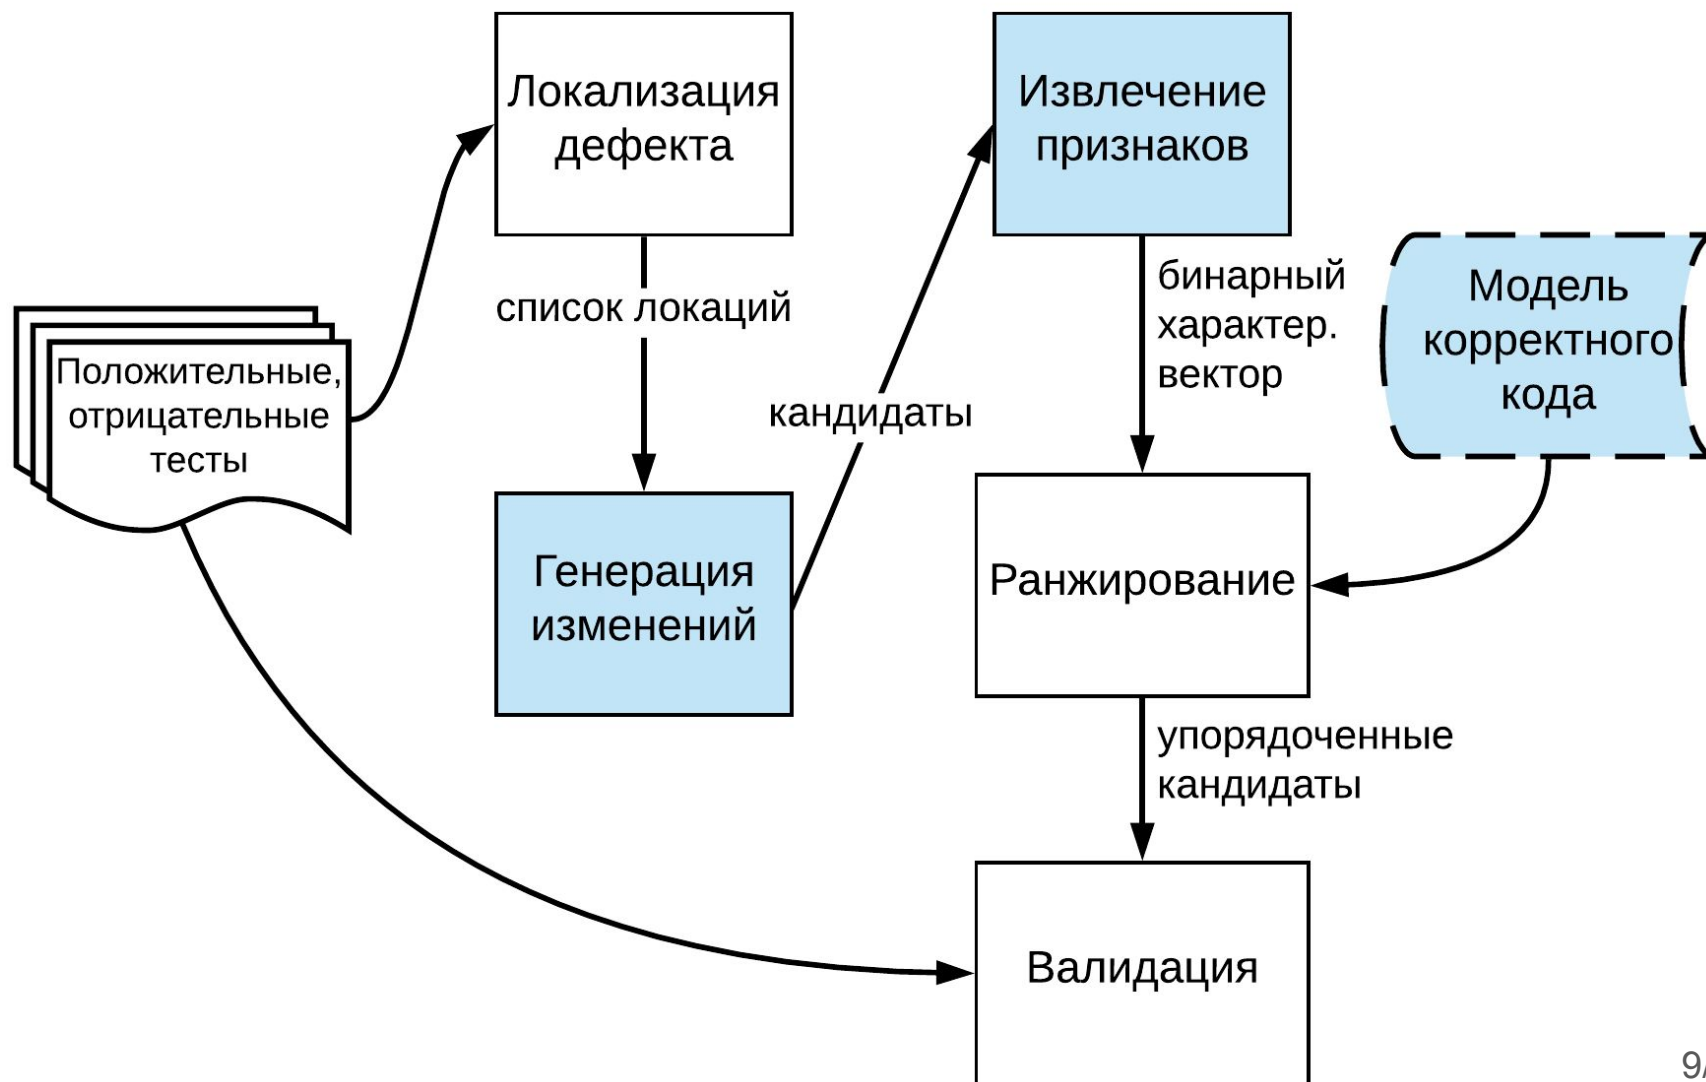 Локализация
дефекта
Извлечение
признаков
список локаций
бинарный
характер.
вектор
Модель
корректного
кода
Положительные,
отрицательные
тесты
кандидаты
Генерация
изменений
Ранжирование
упорядоченные
кандидаты
Валидация
9/